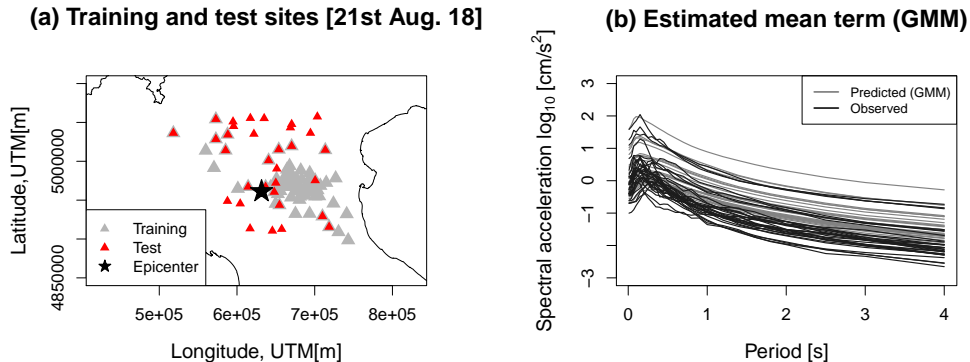 (a) Training and test sites [21st Aug. 18]
Latitude, UTM[m]
4850000
5000000
Training
Test
Epicenter
5e+05
6e+05
7e+05
8e+05
Longitude, UTM[m]
(b) Estimated mean term (GMM)
Spectral acceleration log10 [cm/s²]
3
2
1
0
−1
−3
Predicted (GMM)
Observed
0
1
2
3
4
Period [s]